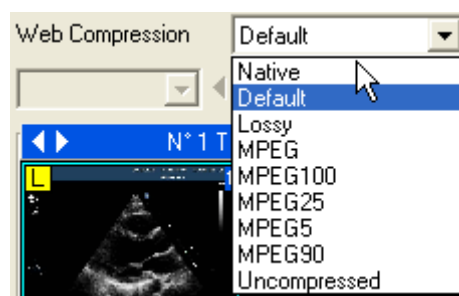 Web Compression Default
Native
Default
Lossy
N° 1 T
MPEG
L
MPEG100
MPEG25
MPEG5
MPEG90
Uncompressed